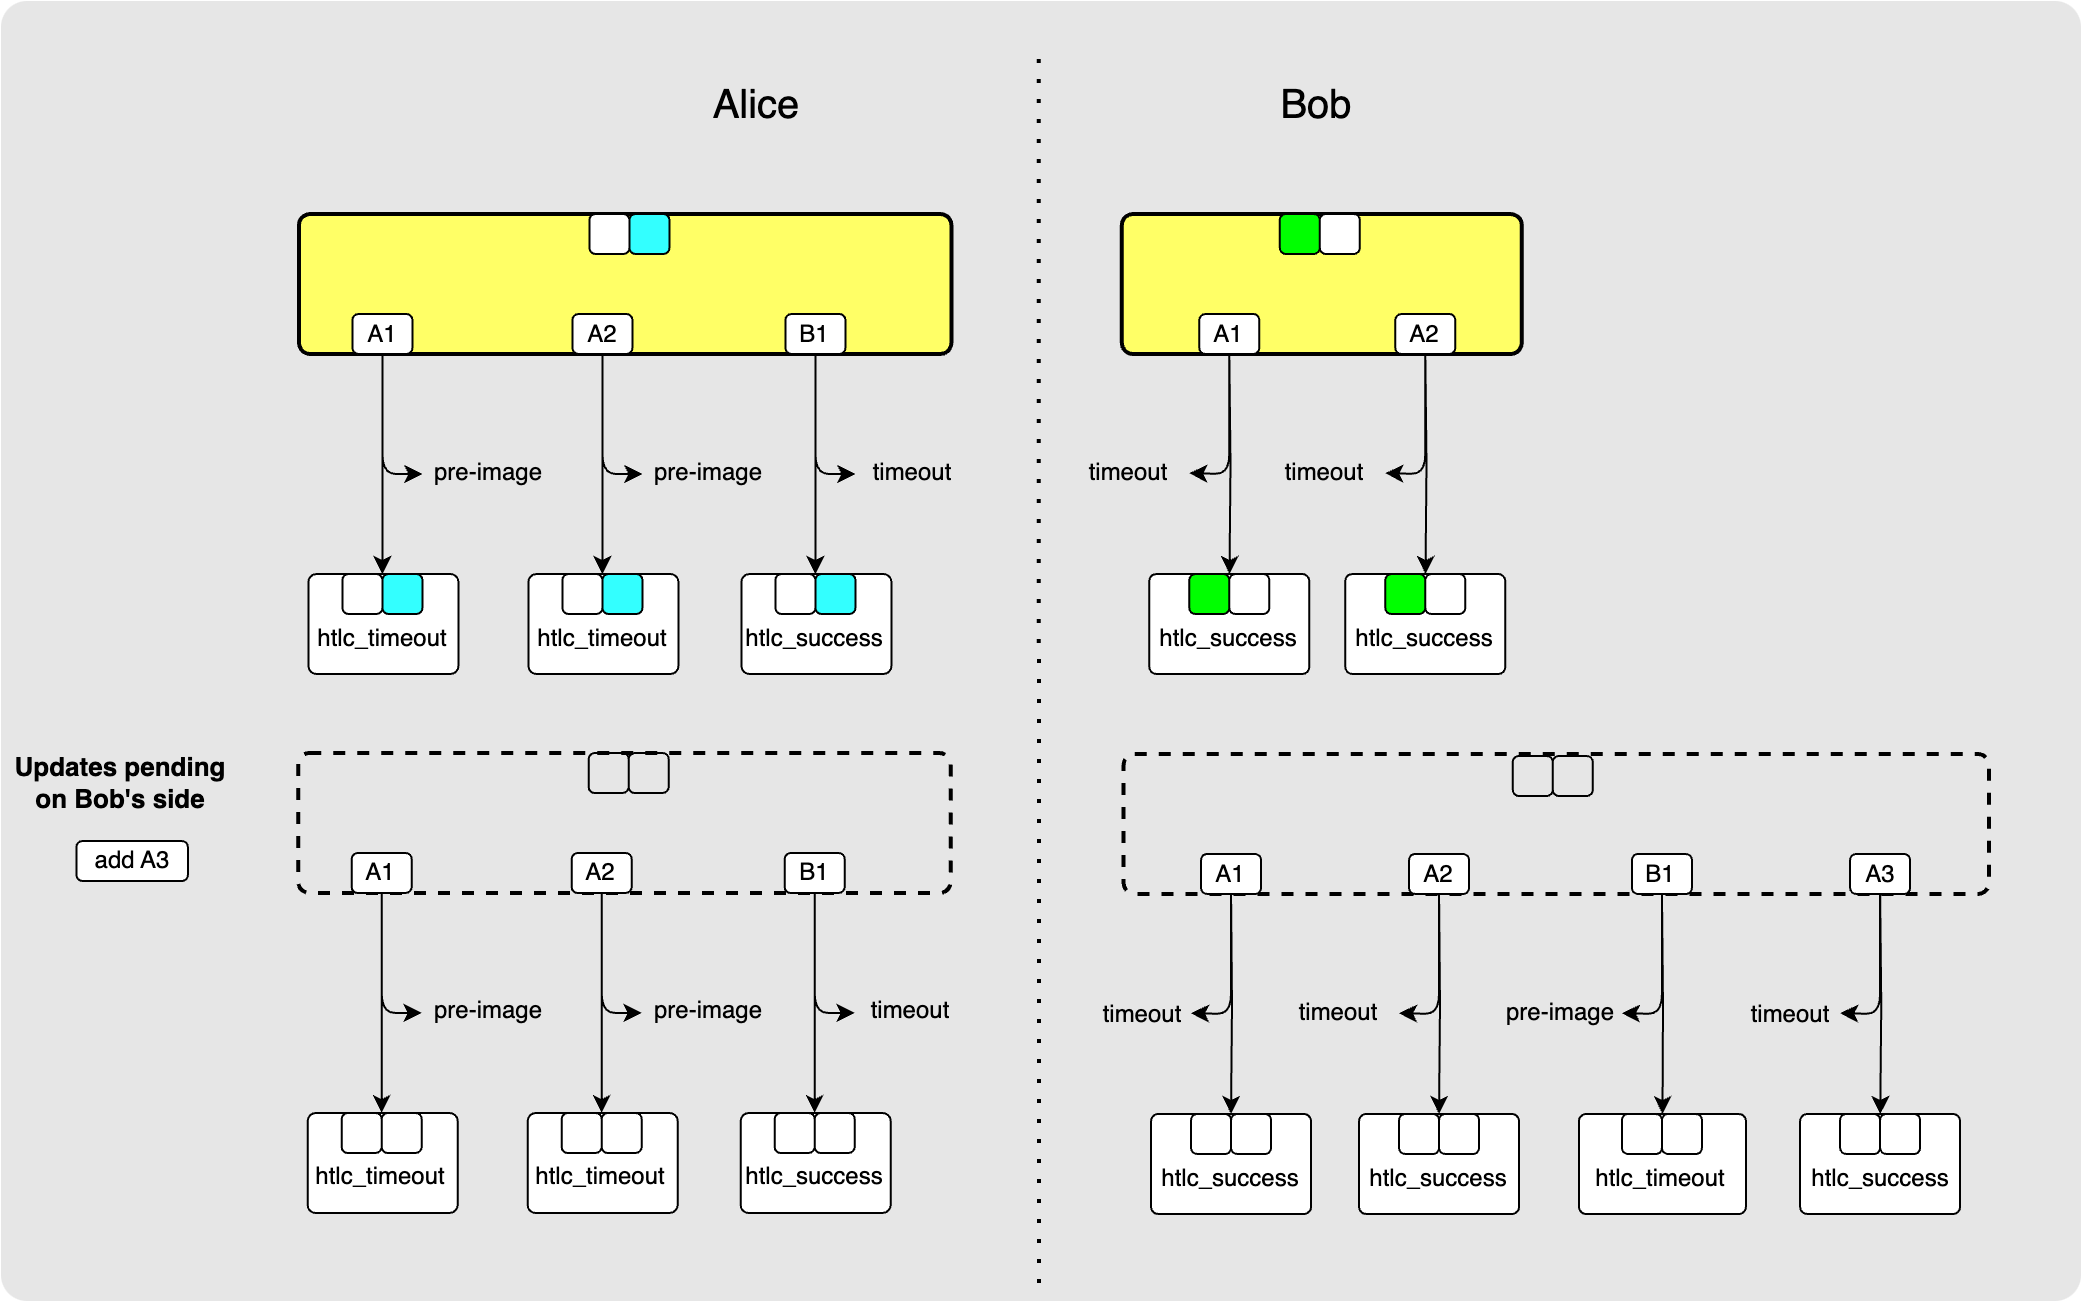 Alice
Bob
A1
A2
B1
A1
A2
pre-image
pre-image
timeout
timeout
timeout
htlc_timeout
htlc_timeout
htlc_success
htlc_success
htlc_success
Updates pending
on Bob's side
add A3
A1
A2
B1
A1
A2
B1
A3
pre-image
pre-image
timeout
timeout
timeout
pre-image
timeout
htlc_timeout
htlc_timeout
htlc_success
htlc_success
htlc_success
htlc_timeout
htlc_success